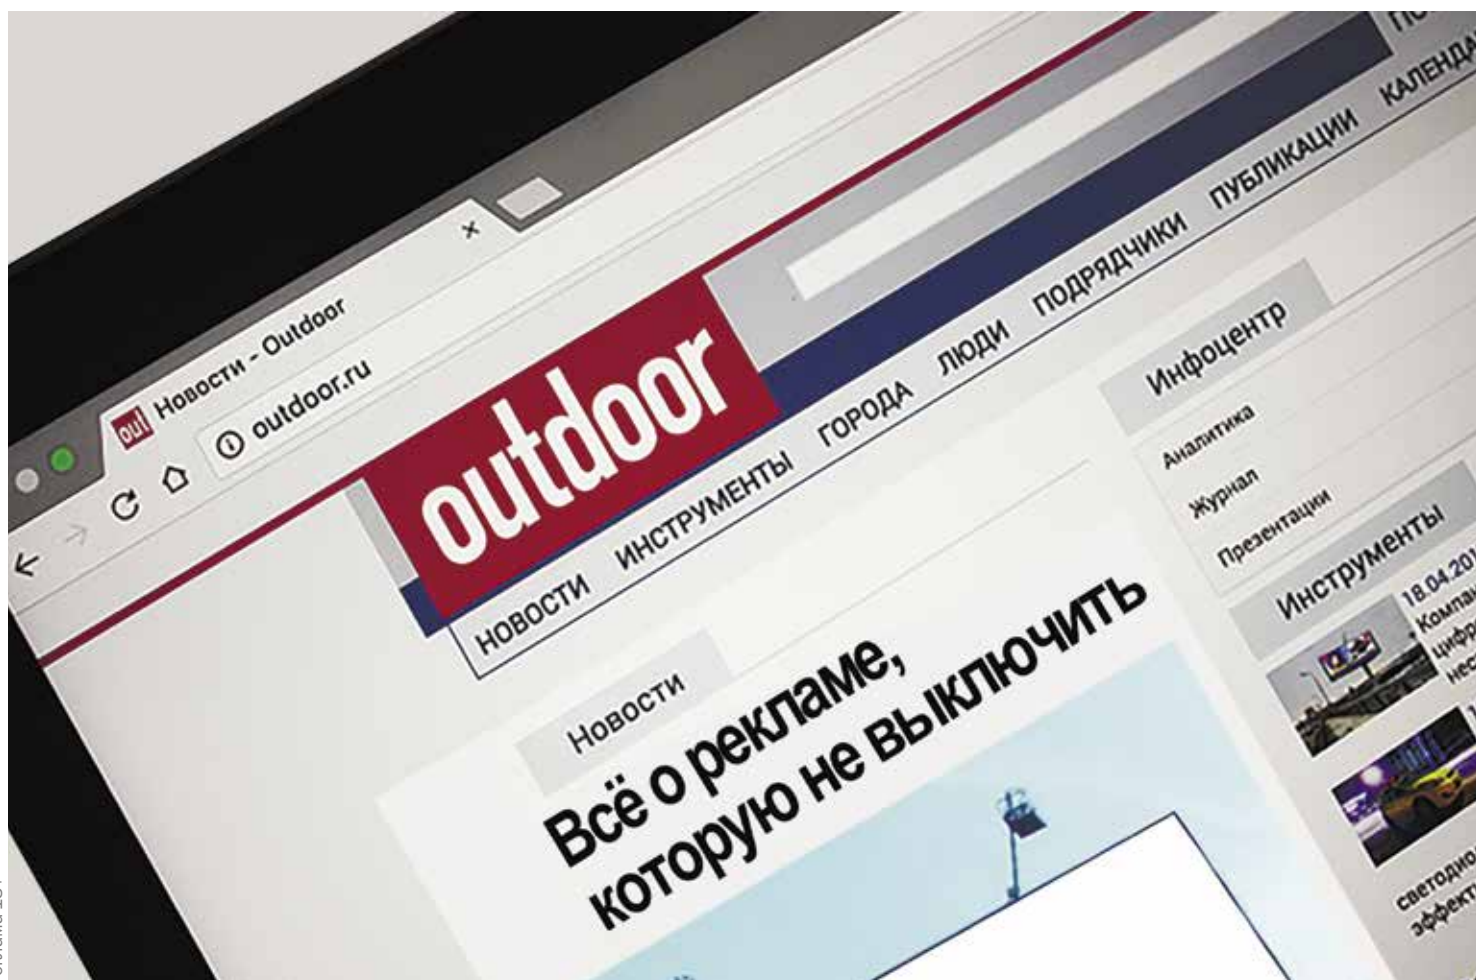 out Новости - Outdoor
outdoor.ru
outdoor
НОВОСТИ ИНСТРУМЕНТЫ ГОРОДА ЛЮДИ ПОДРЯДЧИКИ ПУБЛИКАЦИИ
Новости
Всё о рекламе,
которую не выключить
Инфоцентр
Аналитика
Журнал
Презентации
Инструменты